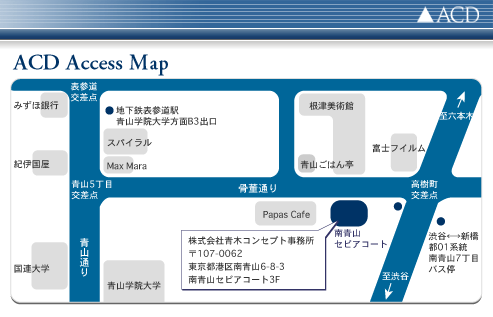 ACD
ACD Access Map
表参道
交差点
みずほ銀行
地下鉄表参道駅
青山学院大学方面B3出口
根津美術館
至六本木
スパイラル
富士フイルム
紀伊国屋
Max Mara
青山ごはん亭
青山5丁目
交差点
骨董通り
高樹町
交差点
Papas Cafe
南青山
セピアコート
渋谷←→新橋
都01系統
南青山7丁目
バス停
株式会社青木コンセプト事務所
〒107-0062
東京都港区南青山6-8-3
南青山セピアコート3F
青山通り
国連大学
青山学院大学
至渋谷